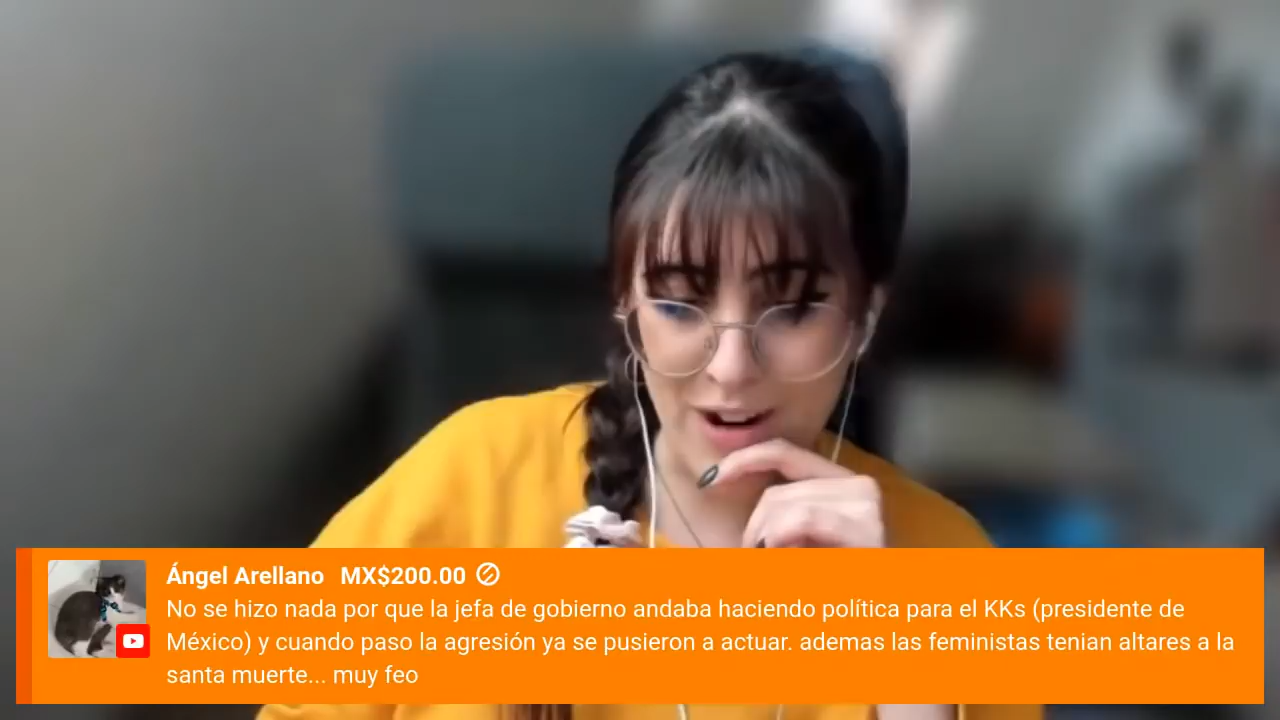 Ángel Arellano MX$200.00
No se hizo nada por que la jefa de gobierno andaba haciendo política para el KKs (presidente de
México) y cuando paso la agresión ya se pusieron a actuar. ademas las feministas tenian altares a la
santa muerte... muy feo